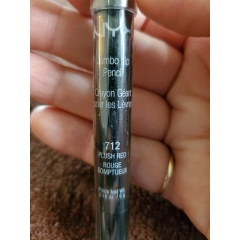 NYX
Jumbo Lip
Pencil
Crayon Géant
pour les Lèvres
712
PLUSH RED
ROUGE
SOMPTUEUX